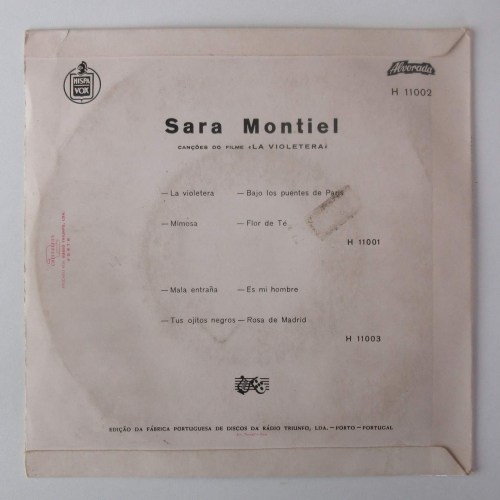 HISPA
VOX
Alvorada
H 11002
Sara Montiel
CANÇÕES DO FILME «LA VIOLETERA»
— La violetera — Bajo los puentes de Paris
— Mimosa — Flor de Té
H 11001
— Mala entraña — Es mi hombre
— Tus ojitos negros — Rosa de Madrid
H 11003
EDIÇÃO DA FÁBRICA PORTUGUESA DE DISCOS DA RÁDIO TRIUNFO, LDA. — PORTO — PORTUGAL